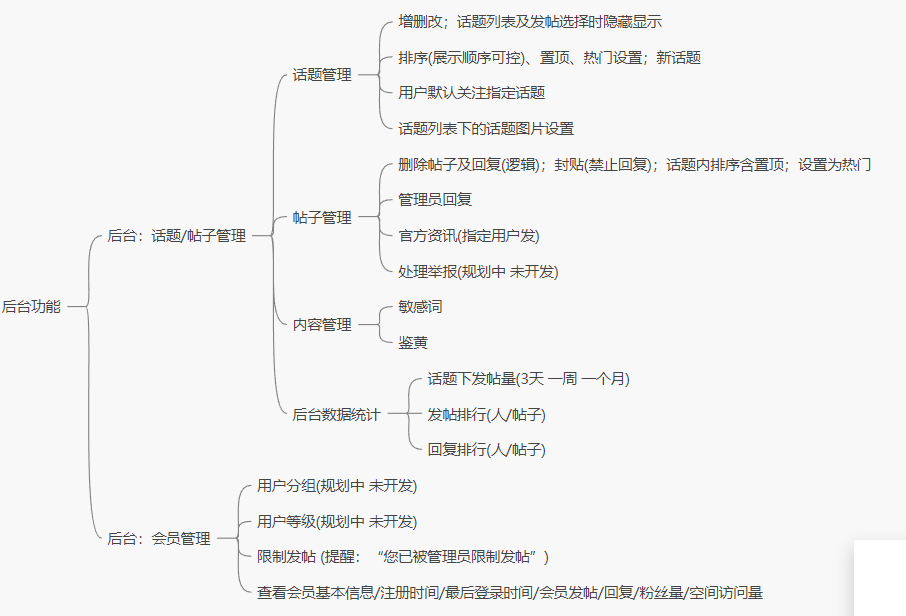 增删改；话题列表及发帖选择时隐藏显示
话题管理
排序(展示顺序可控)、置顶、热门设置；新话题
用户默认关注指定话题
话题列表下的话题图片设置
删除帖子及回复(逻辑)；封贴(禁止回复)；话题内排序含置顶；设置为热门
帖子管理
管理员回复
后台：话题/帖子管理
官方资讯(指定用户发)
处理举报(规划中 未开发)
后台功能
敏感词
内容管理
鉴黄
话题下发帖量(3天 一周 一个月)
后台数据统计
发帖排行(人/帖子)
回复排行(人/帖子)
用户分组(规划中 未开发)
用户等级(规划中 未开发)
后台：会员管理
限制发帖 (提醒：“您已被管理员限制发帖”)
查看会员基本信息/注册时间/最后登录时间/会员发帖/回复/粉丝量/空间访问量